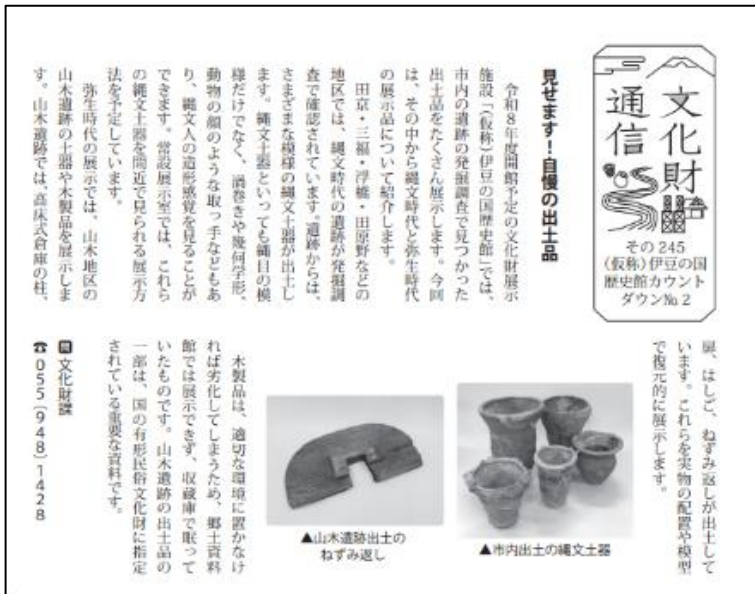 文化財
通信
その245
(仮称)伊豆の国
歴史館カウント
ダウン№2
見せます！自慢の出土品
　令和８年度開館予定の文化財展示
施設「(仮称)伊豆の国歴史館」では、
市内の遺跡の発掘調査で見つかった
出土品をたくさん展示します。今回
は、その中から縄文時代と弥生時代
の展示品について紹介します。
　田京・三福・浮橋・田原野などの
地区では、縄文時代の遺跡が発掘調
査で確認されています。遺跡からは、
さまざまな模様の縄文土器が出土し
ます。縄文土器といっても縄目の模
様だけでなく、渦巻きや幾何学形、
動物の顔のような取っ手などもあ
り、縄文人の造形感覚を見ることが
できます。常設展示室では、これら
の縄文土器を間近で見られる展示方
法を予定しています。
　弥生時代の展示では、山木地区の
山木遺跡の土器や木製品を展示しま
す。山木遺跡では、高床式倉庫の柱、
扉、はしご、ねずみ返しが出土して
います。これらを実物の配置や模型
で復元的に展示します。
▲市内出土の縄文土器
▲山木遺跡出土の
ねずみ返し
　木製品は、適切な環境に置かなけ
れば劣化してしまうため、郷土資料
館では展示できず、収蔵庫で眠って
いたものです。山木遺跡の出土品の
一部は、国の有形民俗文化財に指定
されている重要な資料です。
問文化財課
☎055(948)1428